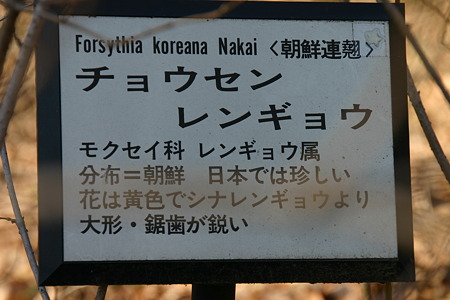 Forsythia koreana Nakai 〈朝鮮連翹〉
チョウセン
レンギョウ
モクセイ科 レンギョウ属
分布＝朝鮮 日本では珍しい
花は黄色でシナレンギョウより
大形・鋸歯が鋭い